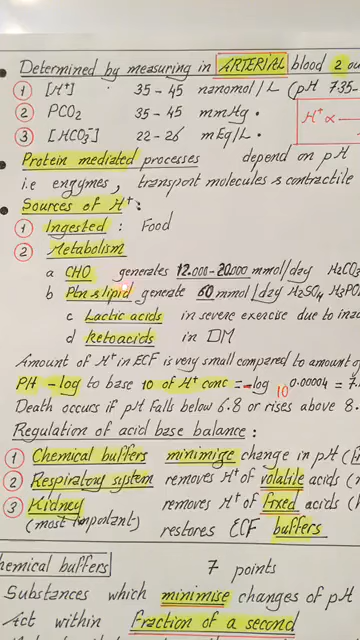 Determined by measuring in ARTERIAL blood 2 ou
① [H⁺] 35 - 45 nanomol/L (pH 735-
② PCO2 35 - 45 mmHg.
H⁺ ∝
③ [HCO3⁻] 22 - 26 mEq/L.
Protein mediated processes depend on pH
i.e enzymes, transport molecules & contractile
Sources of H⁺:
① Ingested : Food
② Metabolism
a CHO generates 12.000-20.000 mmol/day H2CO3
b Ptn & lipid generate 60 mmol/day H2SO4 H3PO
c Lactic acids in severe exercise due to ina
d ketoacids in DM
Amount of H⁺ in ECF is very small compared to amount of
PH -log to base 10 of H⁺ conc = -log 10 0.00004 = 7.
Death occurs if pH falls below 6.8 or rises above 8.
Regulation of acid base balance :
① Chemical buffers minimize change in pH
② Respiratory system removes H⁺ of volatile acids
③ Kidney removes H⁺ of fixed acids
(most important) restores ECF buffers
hemical buffers 7 points
Substances which minimise changes of pH
Act within fraction of a second